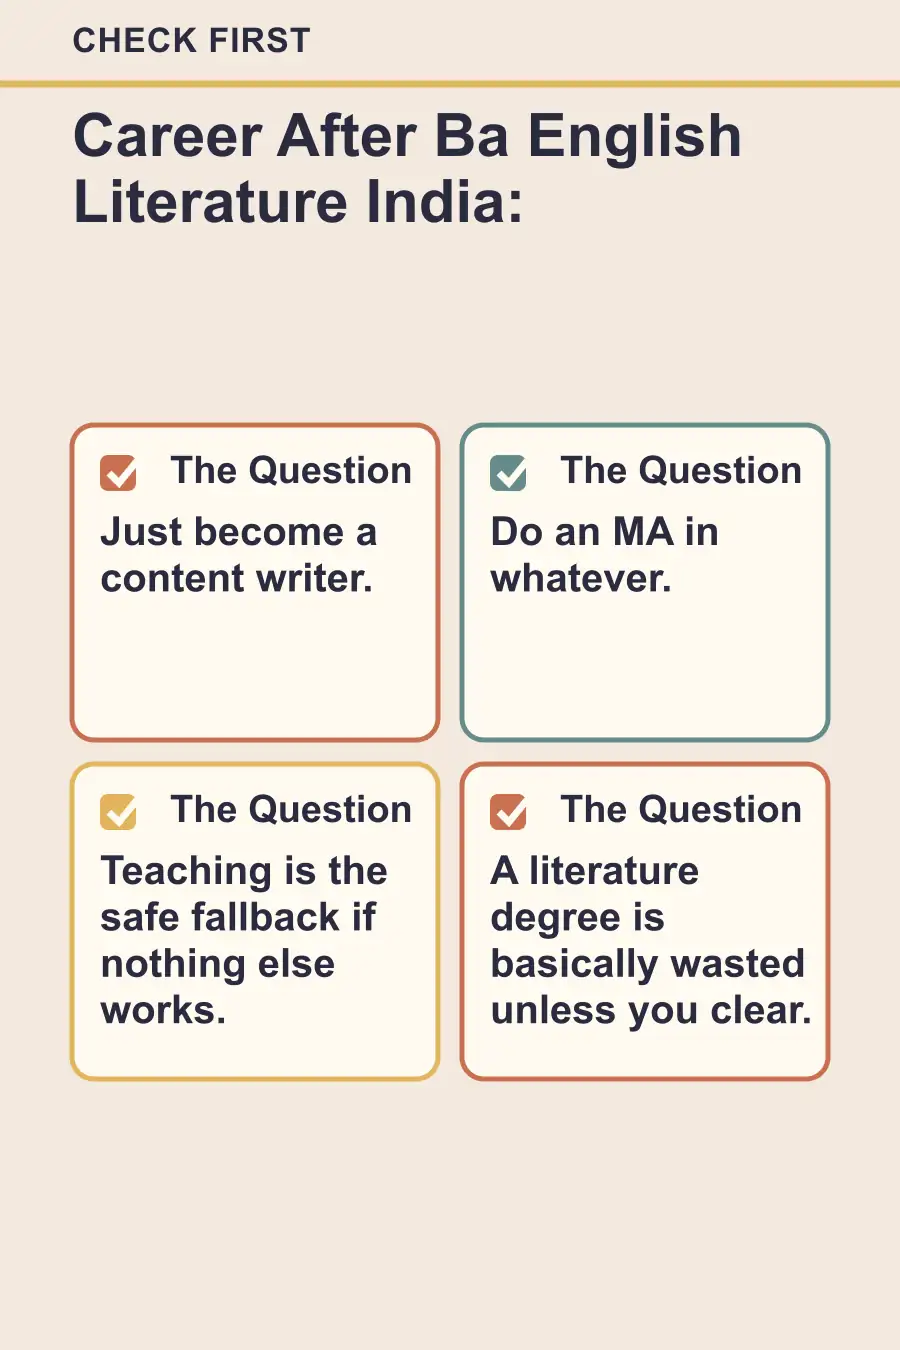 CHECK FIRST
Career After Ba English
Literature India:
The Question
Just become a
content writer.
The Question
Do an MA in
whatever.
The Question
Teaching is the
safe fallback if
nothing else
works.
The Question
A literature
degree is
basically wasted
unless you clear.